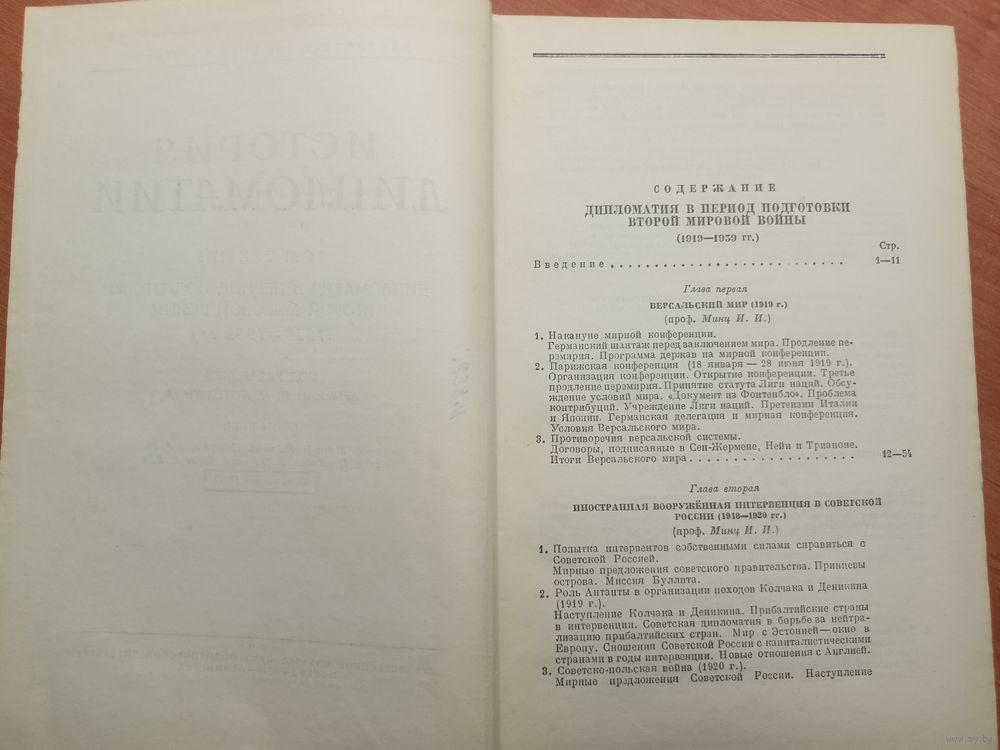 ИСТОРИЯ
ДИПЛОМАТИИ
СОДЕРЖАНИЕ
ДИПЛОМАТИЯ В ПЕРИОД ПОДГОТОВКИ
ВТОРОЙ МИРОВОЙ ВОЙНЫ
(1919—1939 гг.)
Стр.
Введение . . . . . . . . . . . . . . . . . . . . . . . . . . 1—11
Глава первая
ВЕРСАЛЬСКИЙ МИР (1919 г.)
(проф. Минц И. И.)
1. Накануне мирной конференции.
Германский шантаж перед заключением мира. Продление пе-
ремирия. Программа держав на мирной конференции.
2. Парижская конференция (18 января — 28 июня 1919 г.).
Организация конференции. Открытие конференции. Третье
продление перемирия. Принятие статута Лиги наций. Обсу-
ждение условий мира. «Документ из Фонтенбло». Проблема
контрибуций. Учреждение Лиги наций. Претензии Италии
и Японии. Германская делегация и мирная конференция.
Условия Версальского мира.
3. Противоречия версальской системы.
Договоры, подписанные в Сен-Жермене, Нейи и Трианоне.
Итоги Версальского мира . . . . . . . . . . . . . . . . . . 12—54
Глава вторая
ИНОСТРАННАЯ ВООРУЖЁННАЯ ИНТЕРВЕНЦИЯ В СОВЕТСКОЙ
РОССИИ (1918—1920 гг.)
(проф. Минц И. И.)
1. Попытка интервентов собственными силами справиться с
Советской Россией.
Мирные предложения советского правительства. Принцевы
острова. Миссия Буллита.
2. Роль Антанты в организации походов Колчака и Деникина
(1919 г.).
Наступление Колчака и Деникина. Прибалтийские страны
в интервенции. Советская дипломатия в борьбе за нейтра-
лизацию прибалтийских стран. Мир с Эстонией — окно в
Европу. Сношения Советской России с капиталистическими
странами в годы интервенции. Новые отношения с Англией.
3. Советско-польская война (1920 г.).
Мирные предложения Советской России. Наступление
www.ay.by